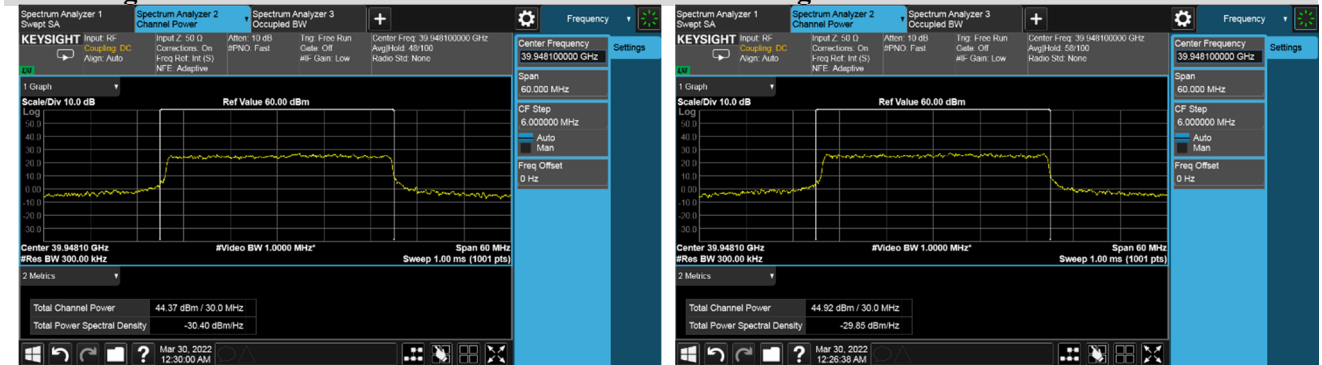 Spectrum Analyzer 1
Swept SA
Spectrum Analyzer 2
Channel Power
Spectrum Analyzer 3
Occupied BW
+
Frequency
KEYSIGHT
Input: RF
Coupling: DC
Align: Auto
Input Z: 50 Ω
Corrections: On
Freq Ref: Int (S)
NFE: Adaptive
Atten: 10 dB
#PNO: Fast
Trig: Free Run
Gate: Off
#IF Gain: Low
Center Freq: 39.948100000 GHz
Avg|Hold: 48/100
Radio Std: None
LXI
Center Frequency
39.948100000 GHz
Settings
Span
60.000 MHz
CF Step
6.000000 MHz
Auto
Man
Freq Offset
0 Hz
1 Graph
Scale/Div 10.0 dB
Ref Value 60.00 dBm
Log
50.0
40.0
30.0
20.0
10.0
0.00
-10.0
-20.0
-30.0
Center 39.94810 GHz
#Res BW 300.00 kHz
#Video BW 1.0000 MHz*
Span 60 MHz
Sweep 1.00 ms (1001 pts)
2 Metrics
Total Channel Power 44.37 dBm / 30.0 MHz
Total Power Spectral Density -30.40 dBm/Hz
?
Mar 30, 2022
12:30:00 AM
Spectrum Analyzer 1
Swept SA
Spectrum Analyzer 2
Channel Power
Spectrum Analyzer 3
Occupied BW
+
Frequency
KEYSIGHT
Input: RF
Coupling: DC
Align: Auto
Input Z: 50 Ω
Corrections: On
Freq Ref: Int (S)
NFE: Adaptive
Atten: 10 dB
#PNO: Fast
Trig: Free Run
Gate: Off
#IF Gain: Low
Center Freq: 39.948100000 GHz
Avg|Hold: 58/100
Radio Std: None
LXI
Center Frequency
39.948100000 GHz
Settings
Span
60.000 MHz
CF Step
6.000000 MHz
Auto
Man
Freq Offset
0 Hz
1 Graph
Scale/Div 10.0 dB
Ref Value 60.00 dBm
Log
50.0
40.0
30.0
20.0
10.0
0.00
-10.0
-20.0
-30.0
Center 39.94810 GHz
#Res BW 300.00 kHz
#Video BW 1.0000 MHz*
Span 60 MHz
Sweep 1.00 ms (1001 pts)
2 Metrics
Total Channel Power 44.92 dBm / 30.0 MHz
Total Power Spectral Density -29.85 dBm/Hz
?
Mar 30, 2022
12:26:38 AM